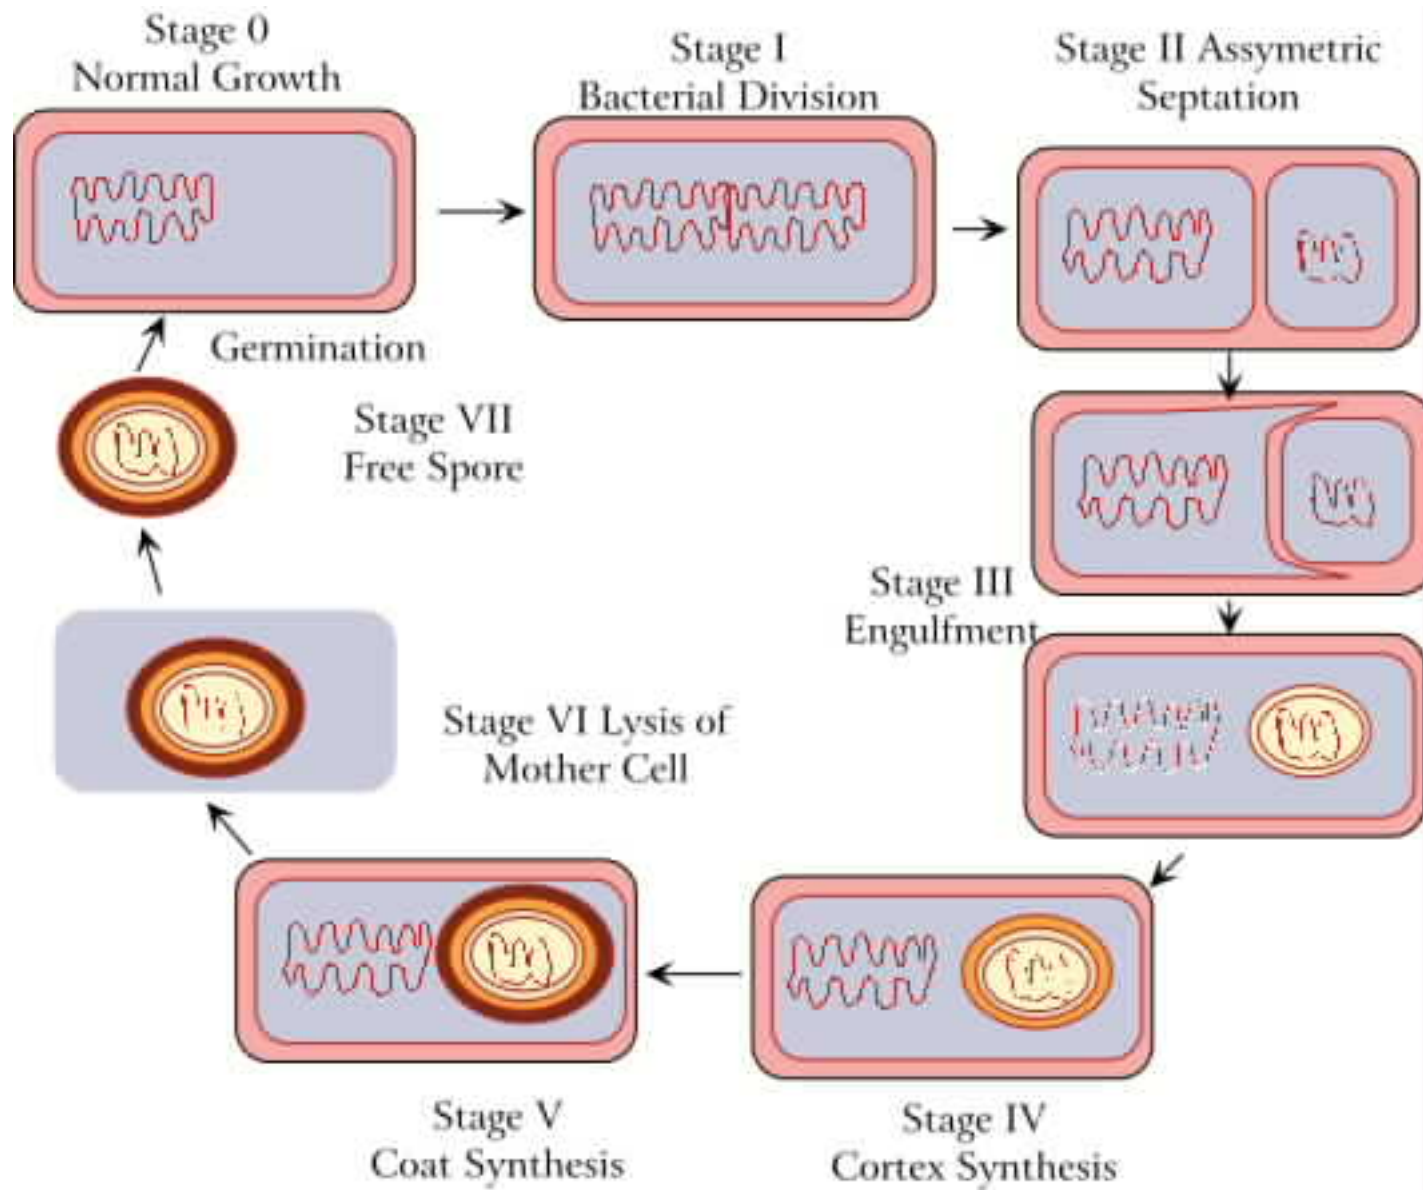 Stage 0
Normal Growth
Stage I
Bacterial Division
Stage II Assymetric
Septation
Germination
Stage VII
Free Spore
Stage III
Engulfment
Stage VI Lysis of
Mother Cell
Stage V
Coat Synthesis
Stage IV
Cortex Synthesis